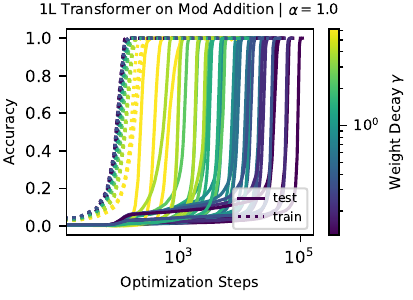 1L Transformer on Mod Addition | α = 1.0
Accuracy
1.0
0.8
0.6
0.4
0.2
0.0
test
train
10³
10⁵
Optimization Steps
10⁰
Weight Decay γ